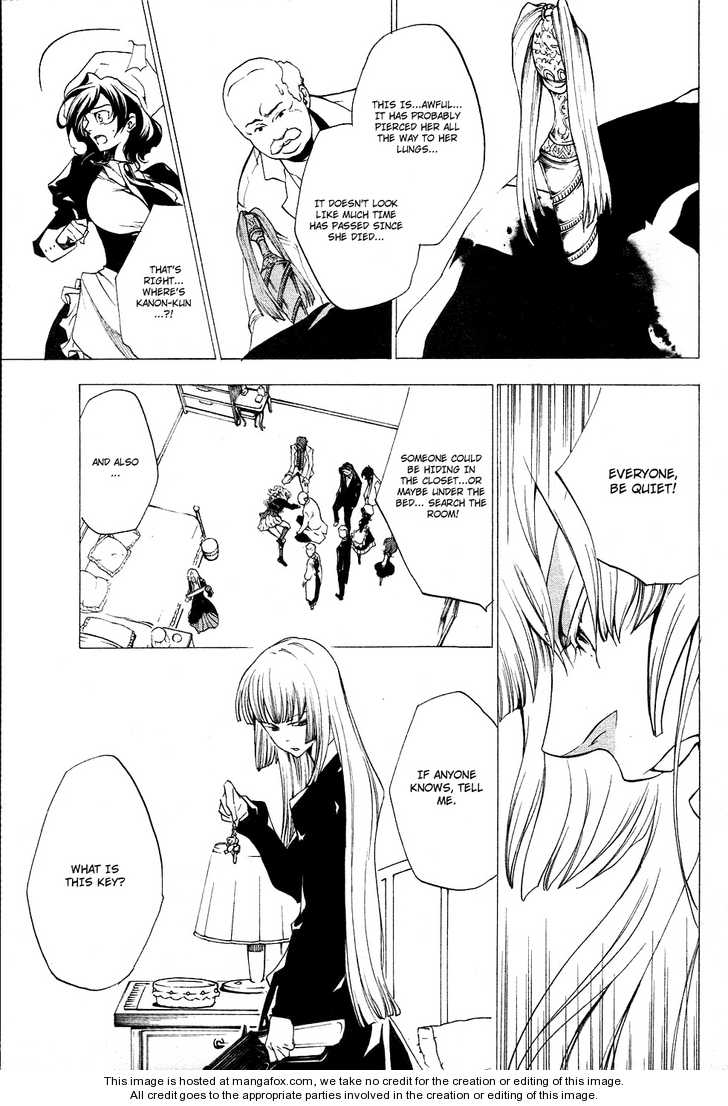 THIS IS...AWFUL...
IT HAS PROBABLY
PIERCED HER ALL
THE WAY TO HER
LUNGS...
IT DOESN'T LOOK
LIKE MUCH TIME
HAS PASSED SINCE
SHE DIED...
THAT'S
RIGHT...
WHERE'S
KANON-KUN
...?!
EVERYONE,
BE QUIET!
SOMEONE COULD
BE HIDING IN
THE CLOSET...OR
MAYBE UNDER THE
BED... SEARCH THE
ROOM!
AND ALSO
...
IF ANYONE
KNOWS, TELL
ME.
WHAT IS
THIS KEY?
This image is hosted at mangafox.com, we take no credit for the creation or editing of this image.
All credit goes to the appropriate parties involved in the creation or editing of this image.